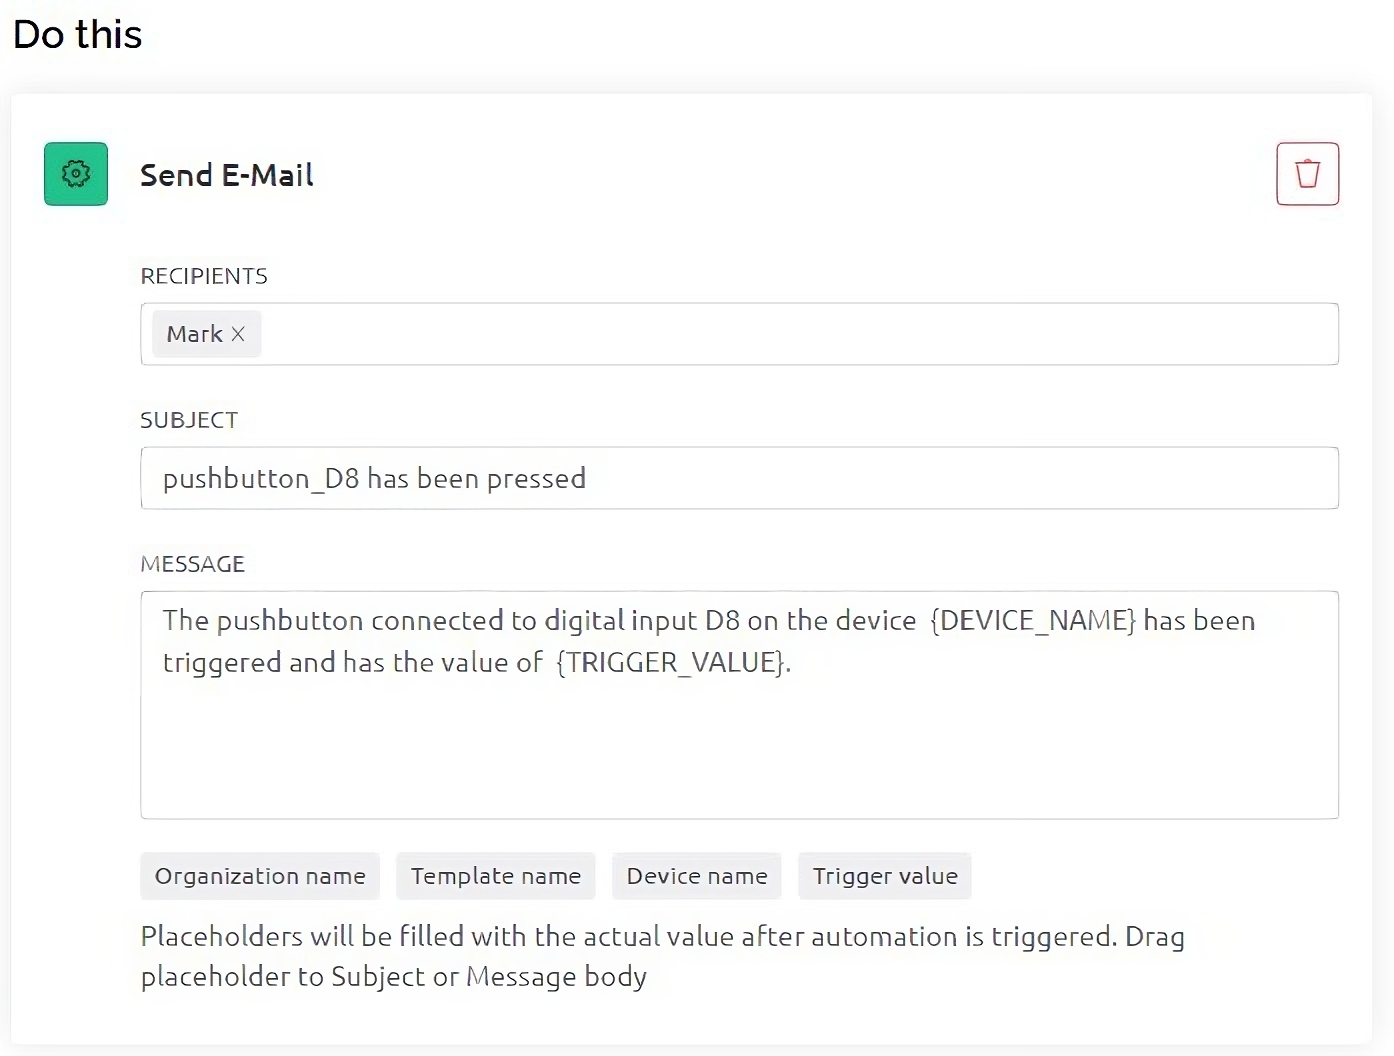 Do this
Send E-Mail
RECIPIENTS
Mark X
SUBJECT
pushbutton_D8 has been pressed
MESSAGE
The pushbutton connected to digital input D8 on the device {DEVICE_NAME} has been
triggered and has the value of {TRIGGER_VALUE}.
Organization name Template name Device name Trigger value
Placeholders will be filled with the actual value after automation is triggered. Drag
placeholder to Subject or Message body